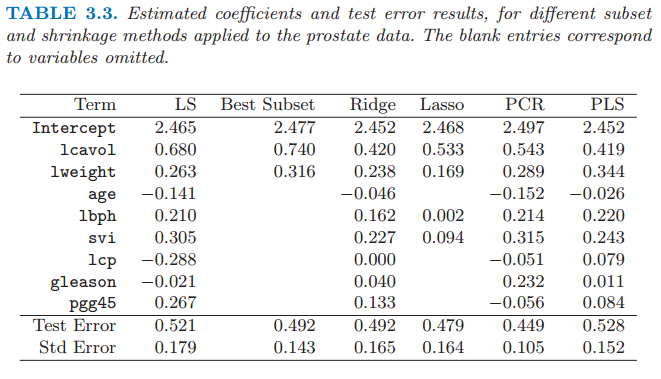 TABLE 3.3. Estimated coefficients and test error results, for different subset
and shrinkage methods applied to the prostate data. The blank entries correspond
to variables omitted.
Term LS Best Subset Ridge Lasso PCR PLS
Intercept 2.465 2.477 2.452 2.468 2.497 2.452
lcavol 0.680 0.740 0.420 0.533 0.543 0.419
lweight 0.263 0.316 0.238 0.169 0.289 0.344
age −0.141 −0.046 −0.152 −0.026
lbph 0.210 0.162 0.002 0.214 0.220
svi 0.305 0.227 0.094 0.315 0.243
lcp −0.288 0.000 −0.051 0.079
gleason −0.021 0.040 0.232 0.011
pgg45 0.267 0.133 −0.056 0.084
Test Error 0.521 0.492 0.492 0.479 0.449 0.528
Std Error 0.179 0.143 0.165 0.164 0.105 0.152